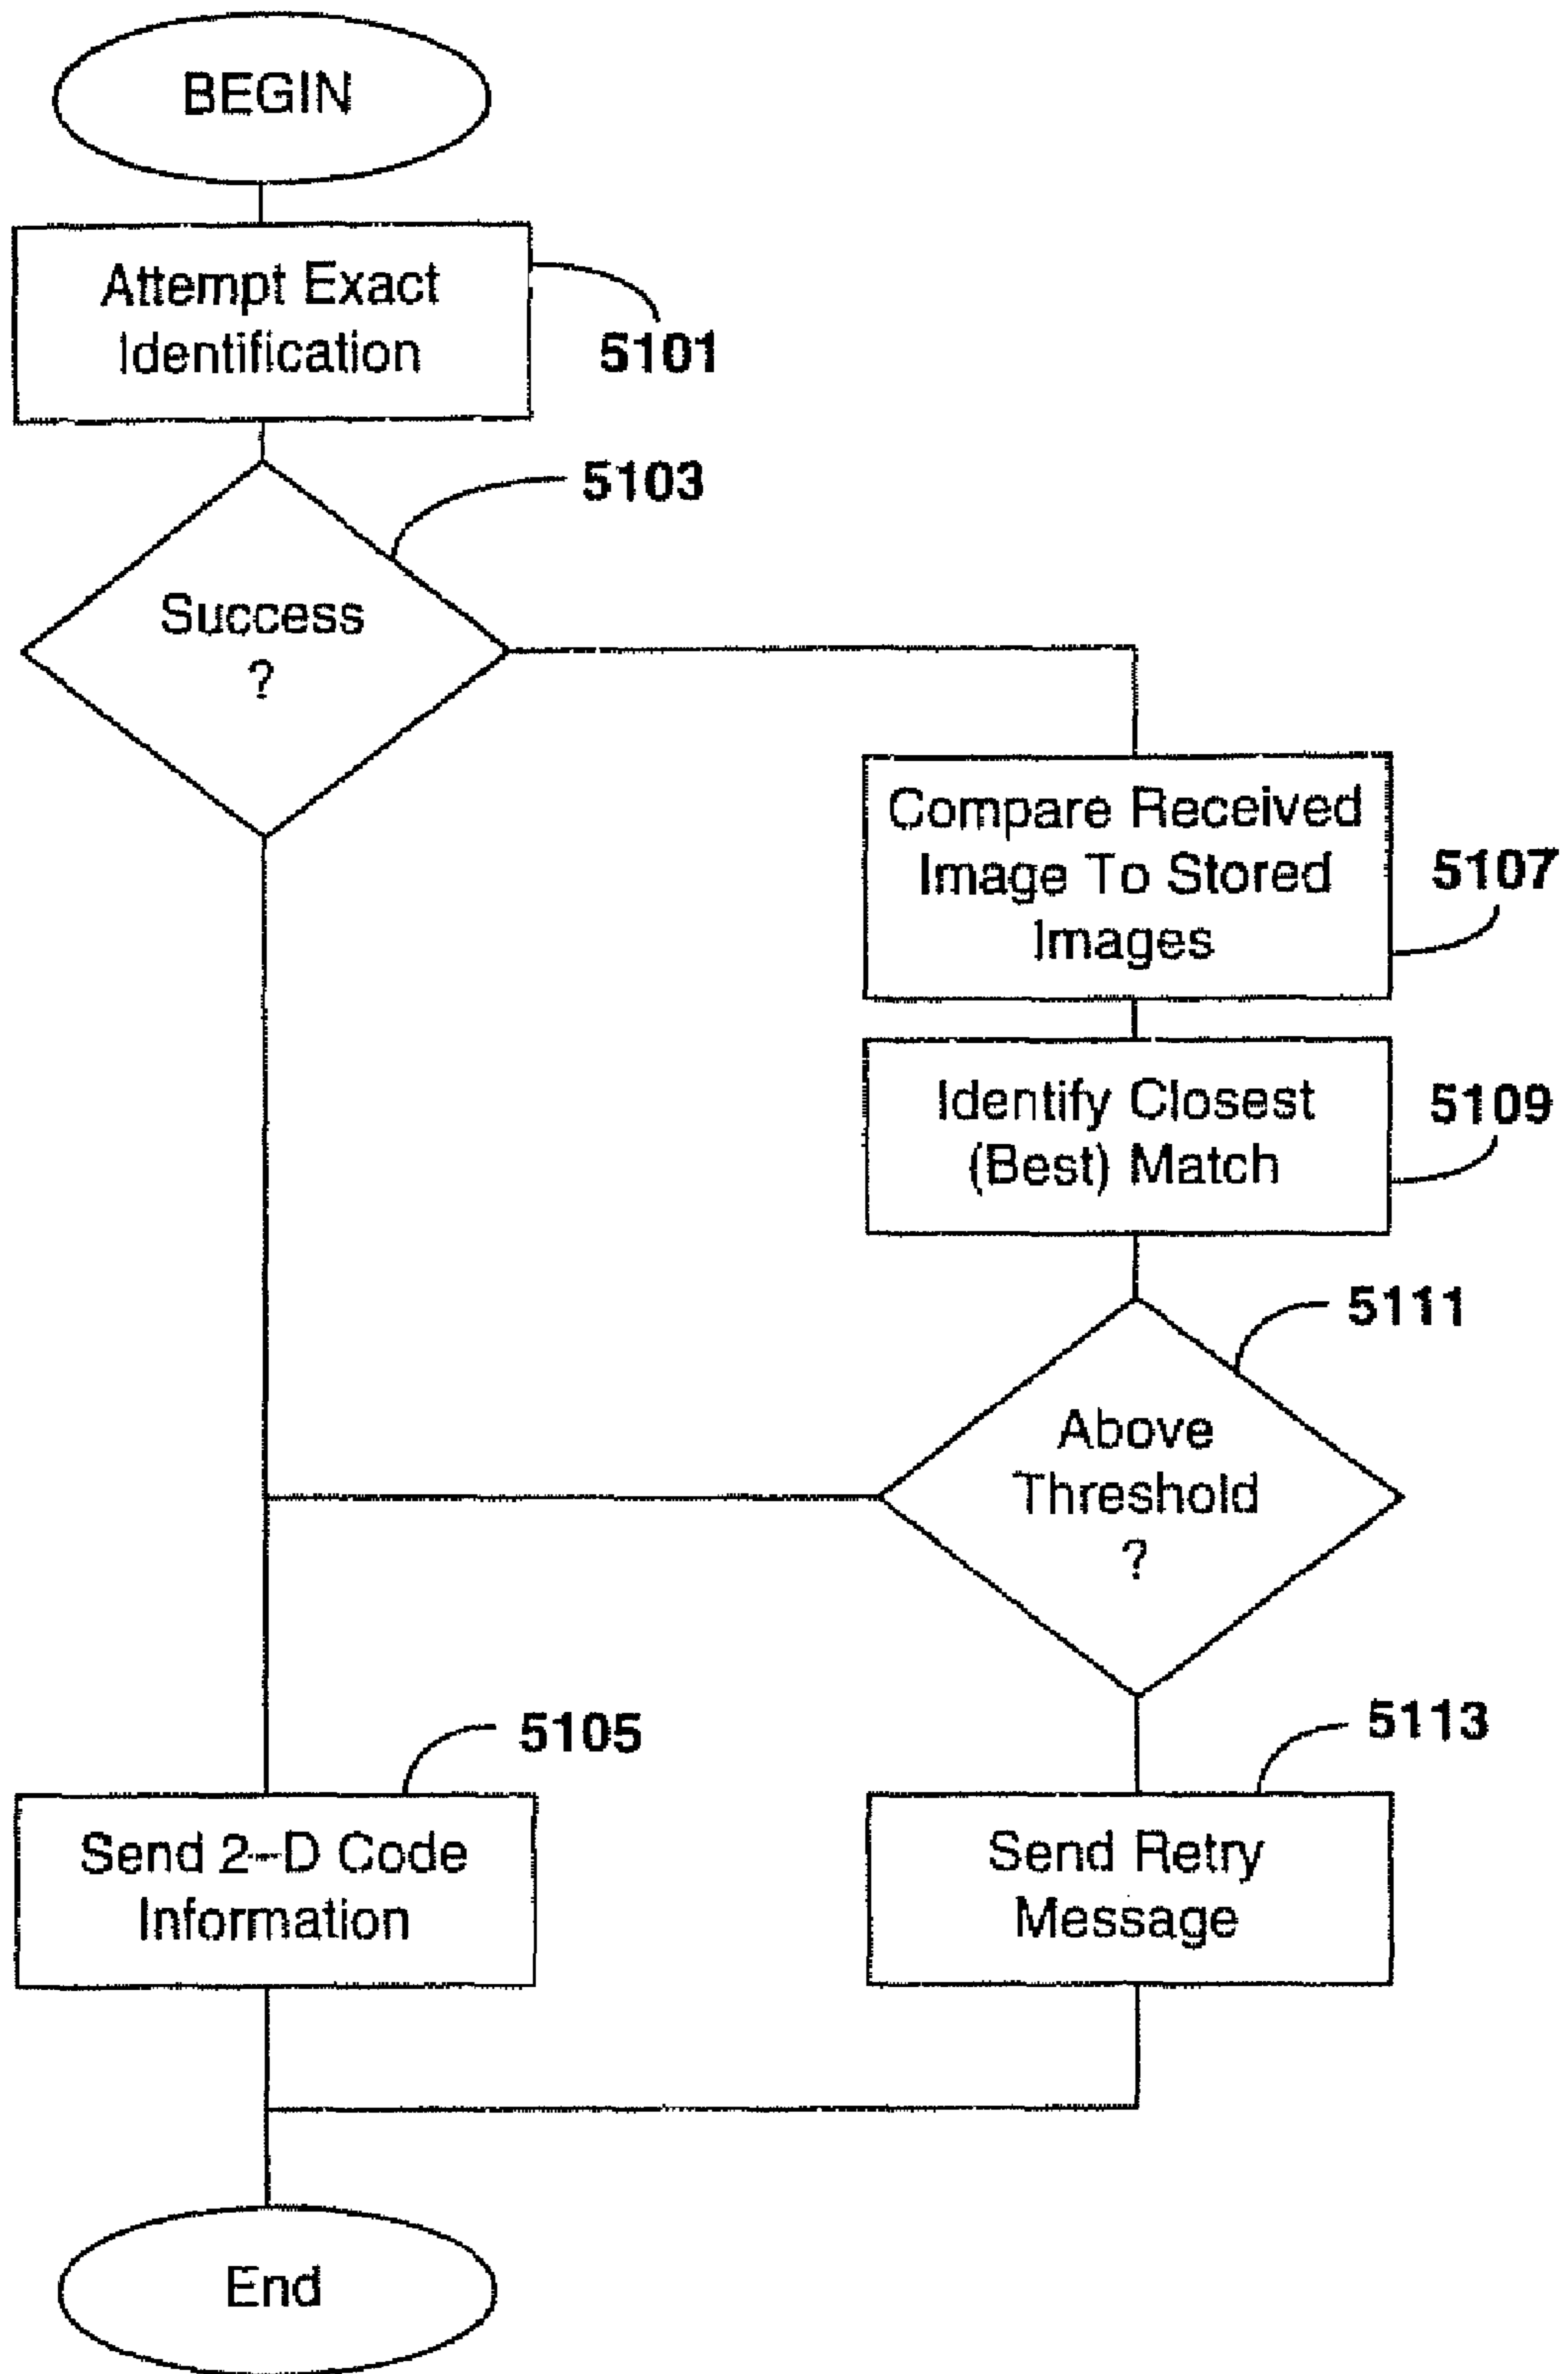 BEGIN
Attempt Exact
Identification
5101
5103
Success
?
Compare Received
Image To Stored
Images
5107
Identify Closest
(Best) Match
5109
5111
Above
Threshold
?
5105
Send 2--D Code
Information
5113
Send Retry
Message
End